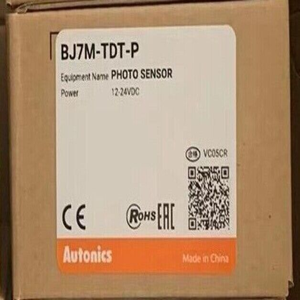 BJ7M-TDT-P
Equipment Name PHOTO SENSOR
Power 12-24VDC
VC05CR
CE
RoHS EAC
Autonics
Made in China